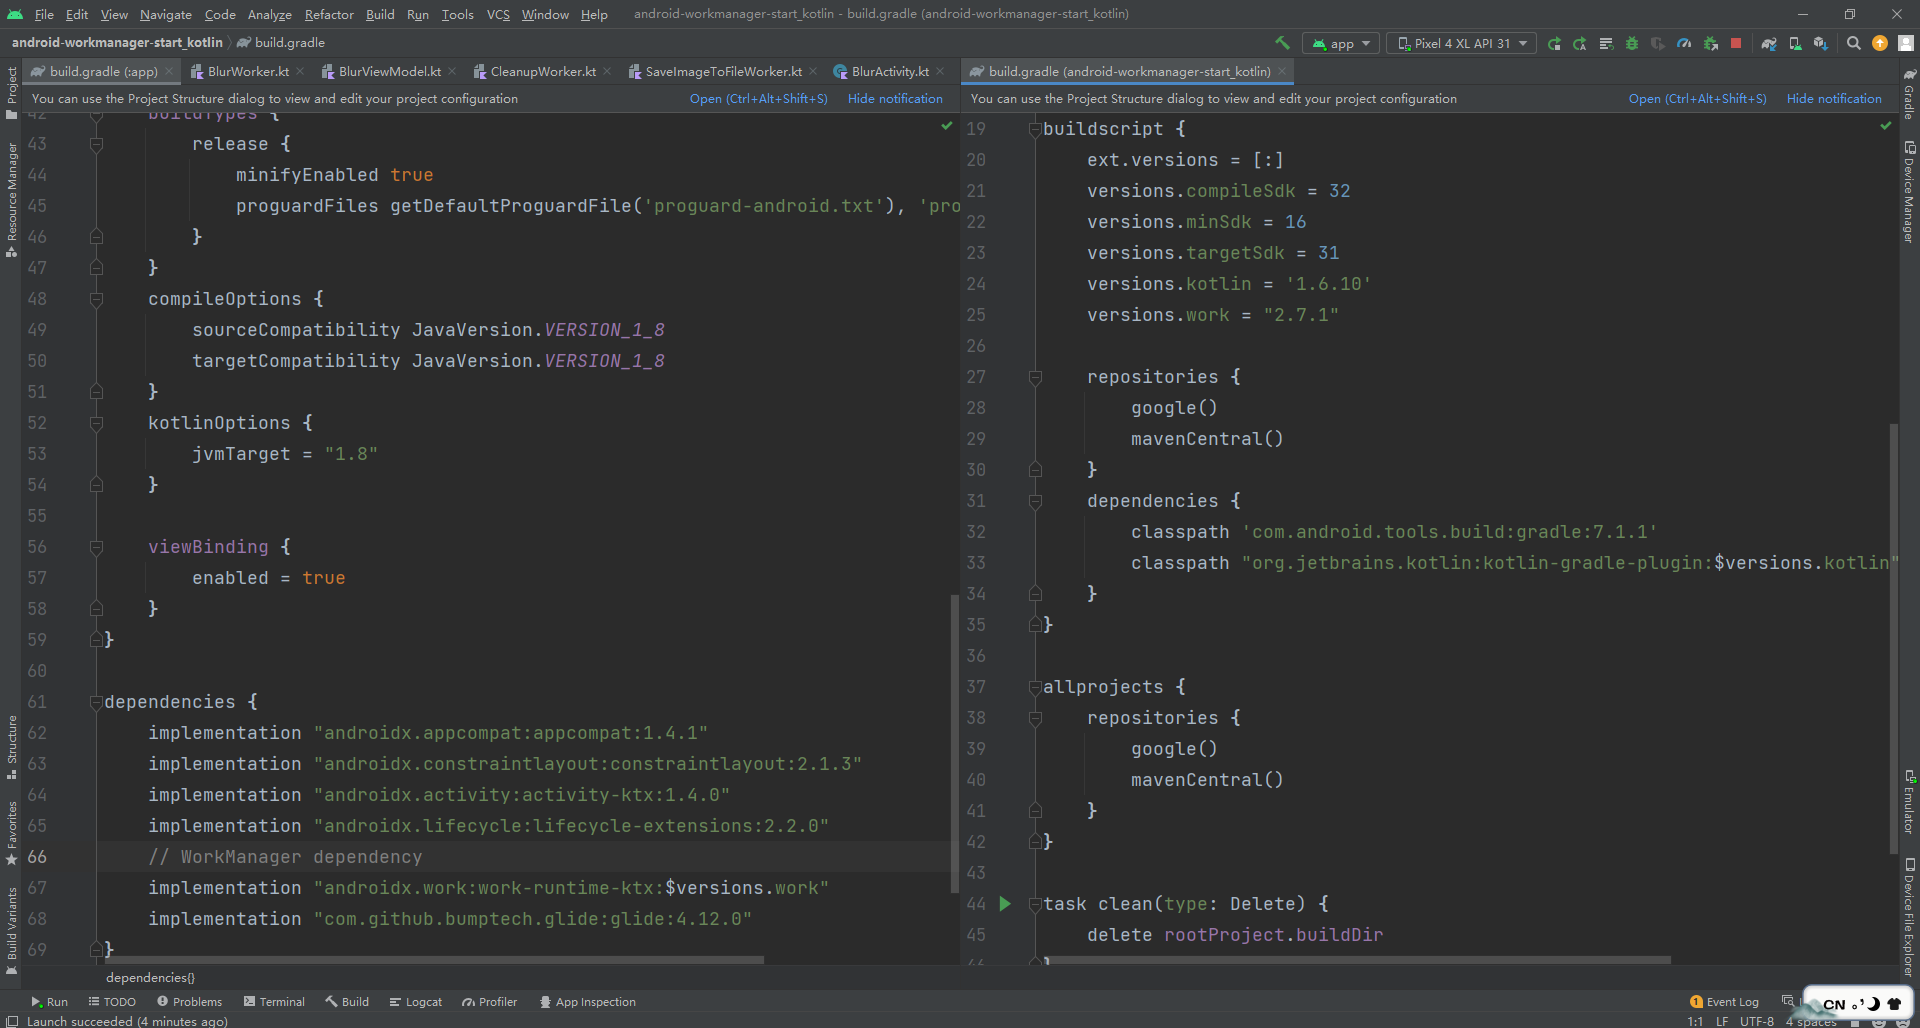 File Edit View Navigate Code Analyze Refactor Build Run Tools VCS Window Help android-workmanager-start_kotlin - build.gradle (android-workmanager-start_kotlin)
android-workmanager-start_kotlin build.gradle app Pixel 4 XL API 31
build.gradle (:app) BlurWorker.kt BlurViewModel.kt CleanupWorker.kt SaveImageToFileWorker.kt BlurActivity.kt
You can use the Project Structure dialog to view and edit your project configuration Open (Ctrl+Alt+Shift+S) Hide notification
42 buildTypes {
43 release {
44 minifyEnabled true
45 proguardFiles getDefaultProguardFile('proguard-android.txt'), 'pro
46 }
47 }
48 compileOptions {
49 sourceCompatibility JavaVersion.VERSION_1_8
50 targetCompatibility JavaVersion.VERSION_1_8
51 }
52 kotlinOptions {
53 jvmTarget = "1.8"
54 }
55
56 viewBinding {
57 enabled = true
58 }
59 }
60
61 dependencies {
62 implementation "androidx.appcompat:appcompat:1.4.1"
63 implementation "androidx.constraintlayout:constraintlayout:2.1.3"
64 implementation "androidx.activity:activity-ktx:1.4.0"
65 implementation "androidx.lifecycle:lifecycle-extensions:2.2.0"
66 // WorkManager dependency
67 implementation "androidx.work:work-runtime-ktx:$versions.work"
68 implementation "com.github.bumptech.glide:glide:4.12.0"
69 }
dependencies{}
build.gradle (android-workmanager-start_kotlin)
You can use the Project Structure dialog to view and edit your project configuration Open (Ctrl+Alt+Shift+S) Hide notification
19 buildscript {
20 ext.versions = [:]
21 versions.compileSdk = 32
22 versions.minSdk = 16
23 versions.targetSdk = 31
24 versions.kotlin = '1.6.10'
25 versions.work = "2.7.1"
26
27 repositories {
28 google()
29 mavenCentral()
30 }
31 dependencies {
32 classpath 'com.android.tools.build:gradle:7.1.1'
33 classpath "org.jetbrains.kotlin:kotlin-gradle-plugin:$versions.kotlin"
34 }
35 }
36
37 allprojects {
38 repositories {
39 google()
40 mavenCentral()
41 }
42 }
43
44 task clean(type: Delete) {
45 delete rootProject.buildDir
46 }
Project
Resource Manager
Structure
Favorites
Build Variants
Gradle
Device Manager
Emulator
Device File Explorer
Run TODO Problems Terminal Build Logcat Profiler App Inspection 1 Event Log
CN
Launch succeeded (4 minutes ago) 1:1 LF UTF-8 4 spaces